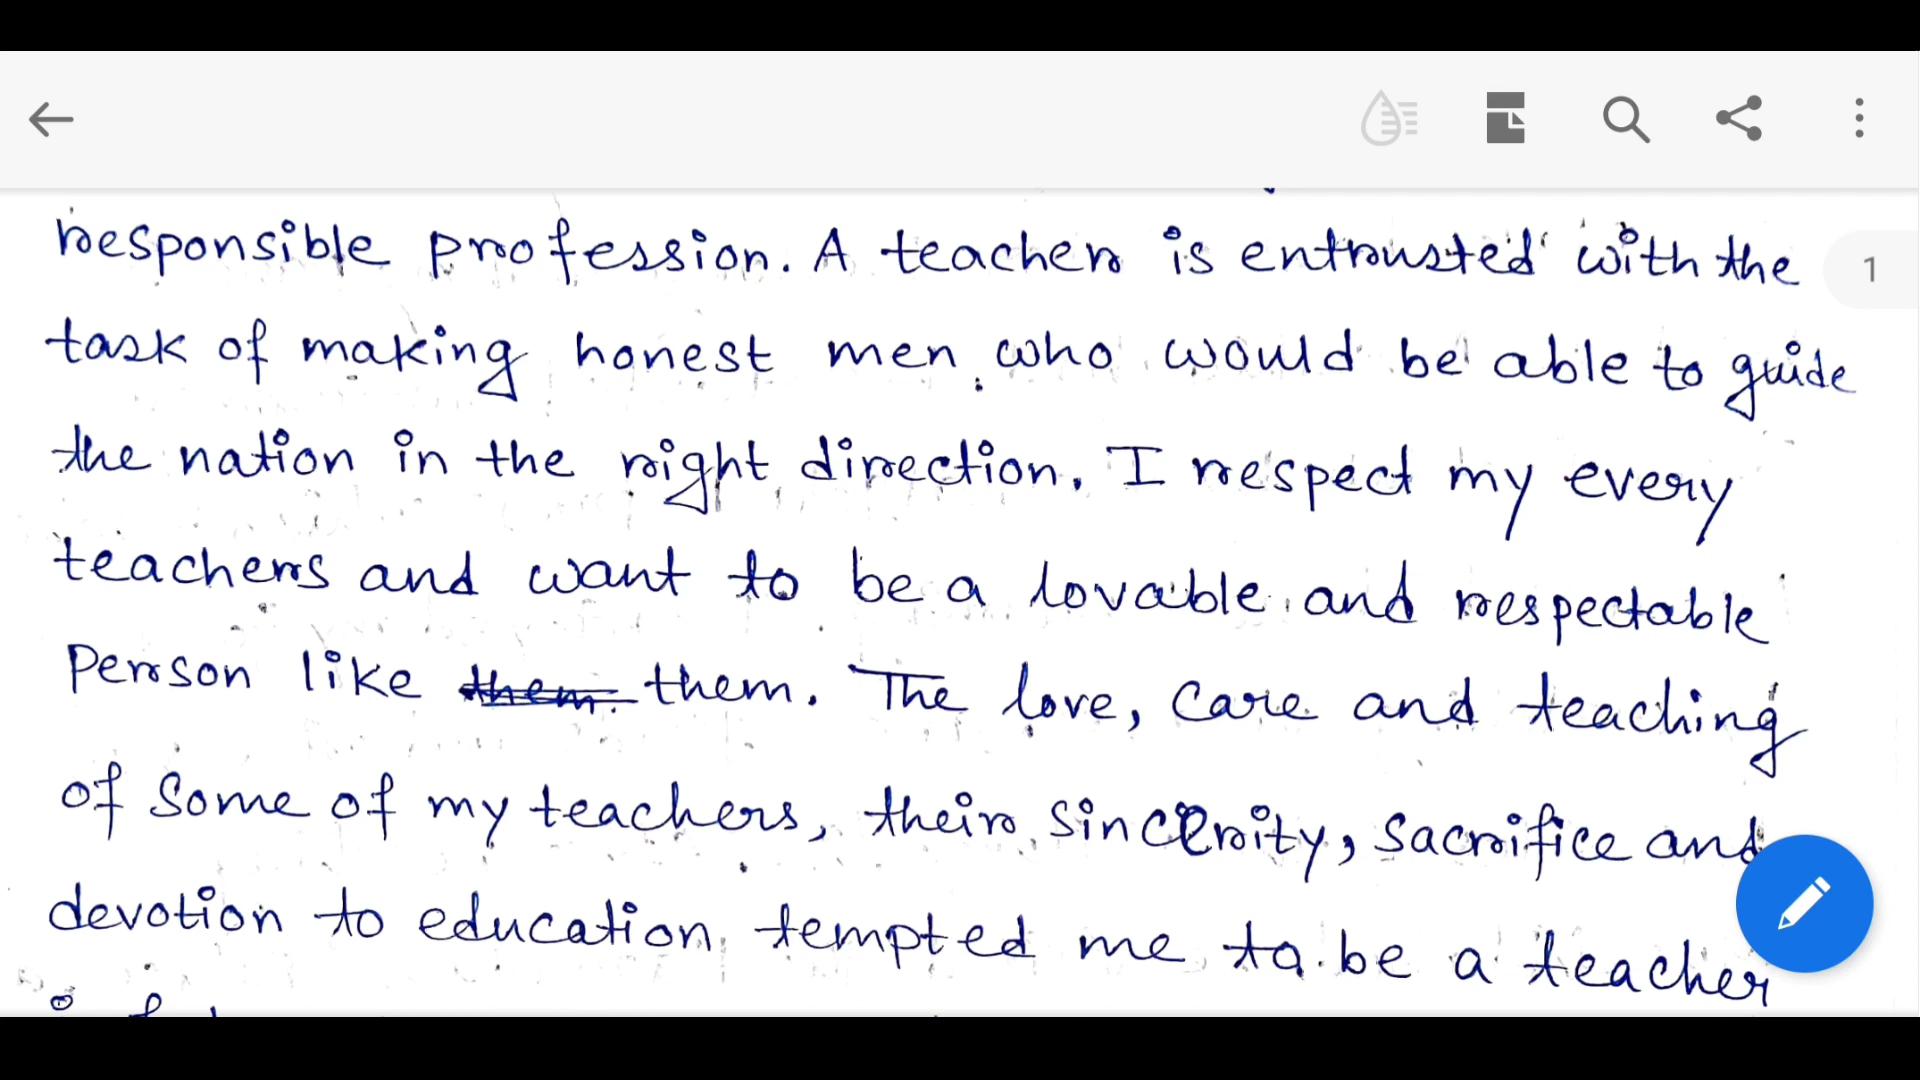 1
responsible profession. A teacher is entrusted with the
task of making honest men who would be able to guide
the nation in the right direction. I respect my every
teachers and want to be a lovable and respectable
Person like them. them. The love, care and teaching
of Some of my teachers, their sincerity, sacrifice and
devotion to education tempted me to be a teacher